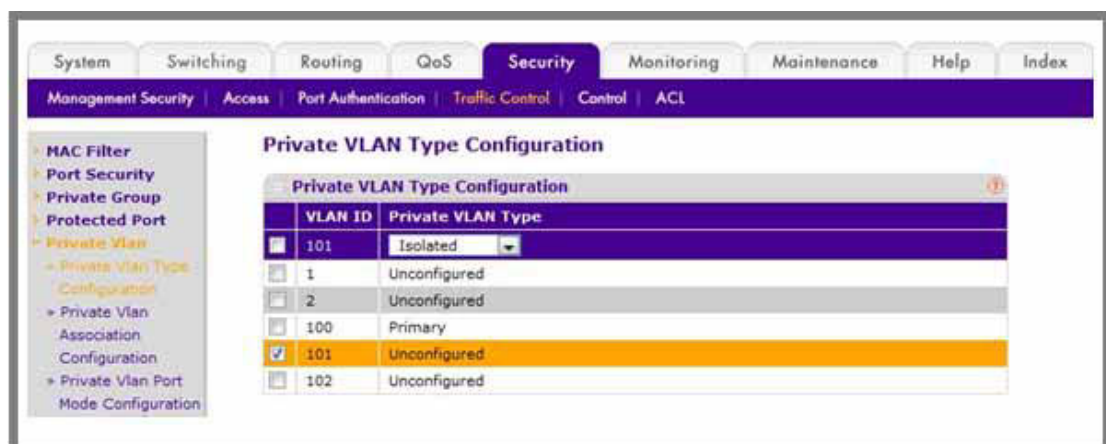 System Switching Routing QoS Security Monitoring Maintenance Help Index
Management Security Access Port Authentication Traffic Control Control ACL
MAC Filter
Port Security
Private Group
Protected Port
Private Vlan
Private Vlan Type
Configuration
Private Vlan
Association
Configuration
Private Vlan Port
Mode Configuration
Private VLAN Type Configuration
Private VLAN Type Configuration
VLAN ID Private VLAN Type
101 Isolated
1 Unconfigured
2 Unconfigured
100 Primary
101 Unconfigured
102 Unconfigured